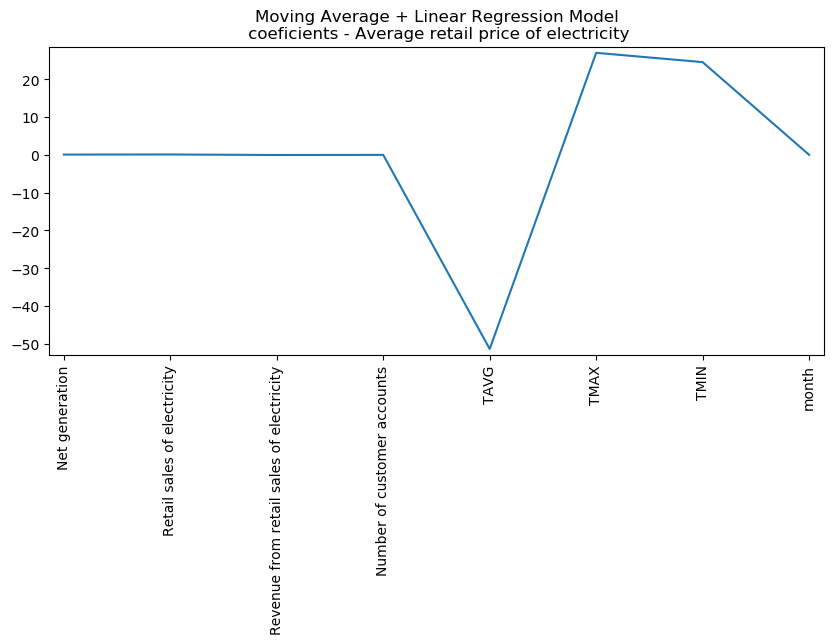 Moving Average + Linear Regression Model
coeficients - Average retail price of electricity
20
10
0
−10
−20
−30
−40
−50
Net generation
Retail sales of electricity
Revenue from retail sales of electricity
Number of customer accounts
TAVG
TMAX
TMIN
month